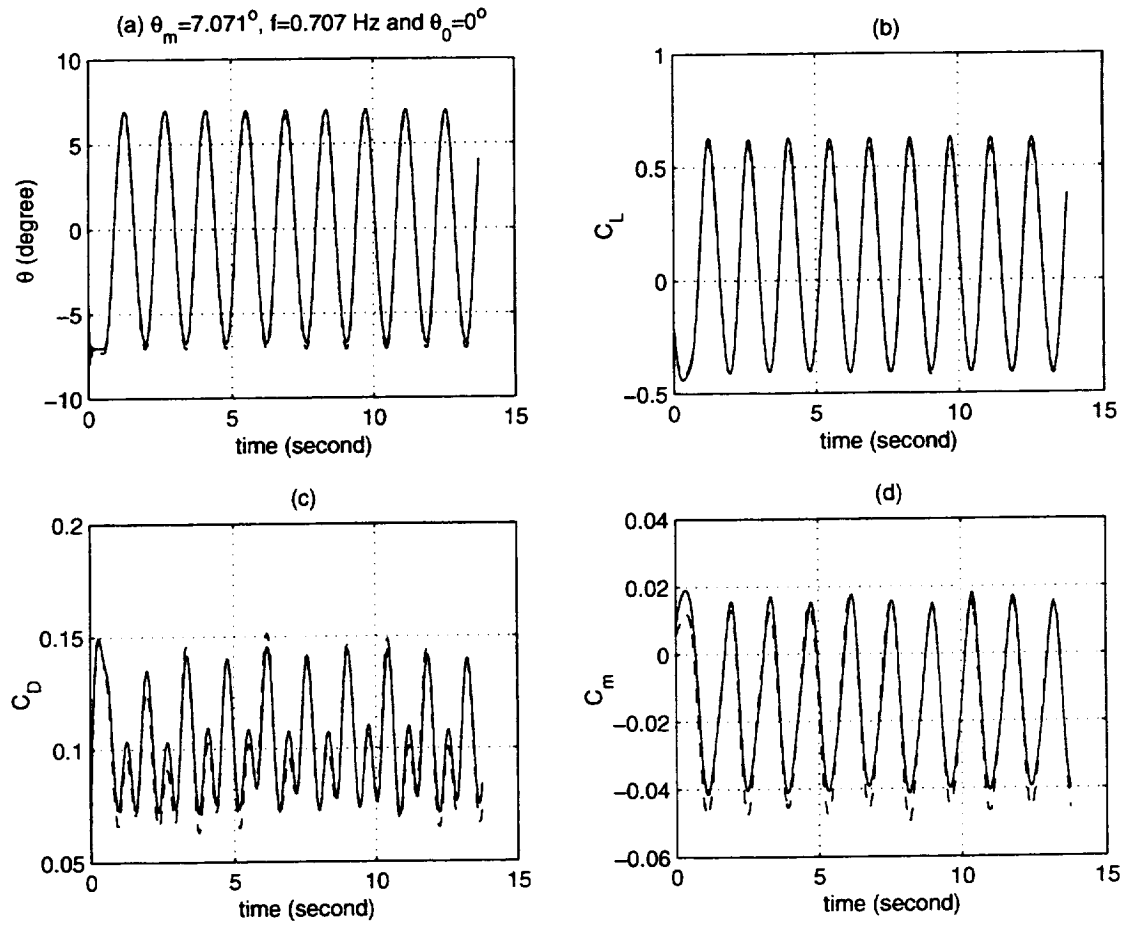 (a) θm=7.071°, f=0.707 Hz and θ0=0°
10
5
0
−5
−10
θ (degree)
0 5 10 15
time (second)
(b)
1
0.5
0
−0.5
CL
0 5 10 15
time (second)
(c)
0.2
0.15
0.1
0.05
CD
0 5 10 15
time (second)
(d)
0.04
0.02
0
−0.02
−0.04
−0.06
Cm
0 5 10 15
time (second)